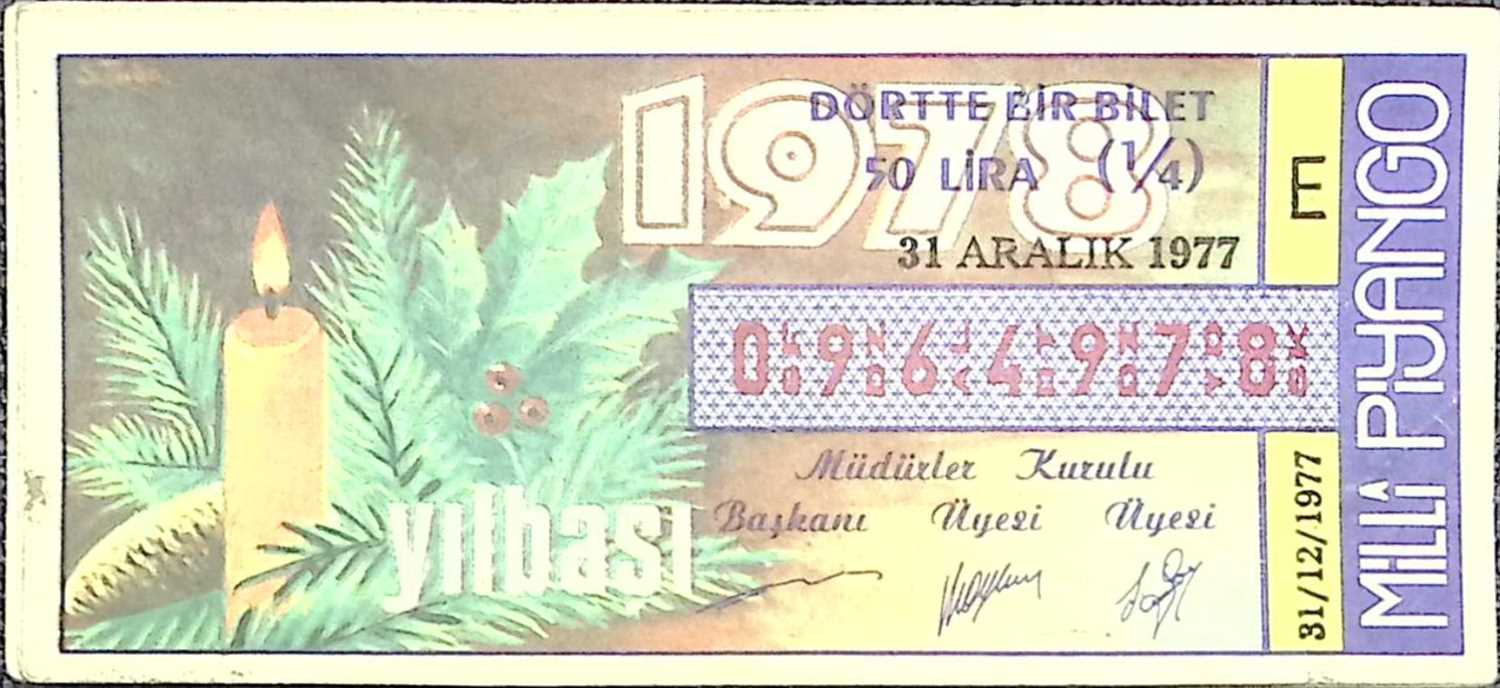 1978
DÖRTTE BİR BİLET
50 LİRA (1/4)
31 ARALIK 1977
E
0 9 6 4 9 7 8
Müdürler Kurulu
Başkanı Üyesi Üyesi
yılbaşı
31/12/1977
MİLLÎ PİYANGO